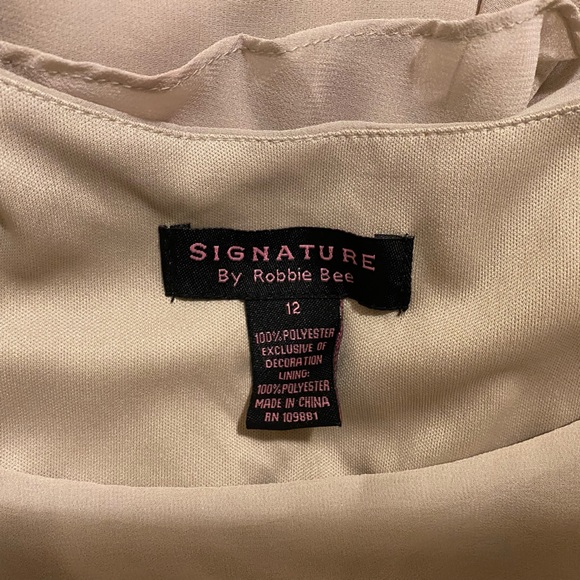 SIGNATURE
By Robbie Bee
12
100% POLYESTER
EXCLUSIVE OF
DECORATION
LINING:
100% POLYESTER
MADE IN CHINA
RN 109881